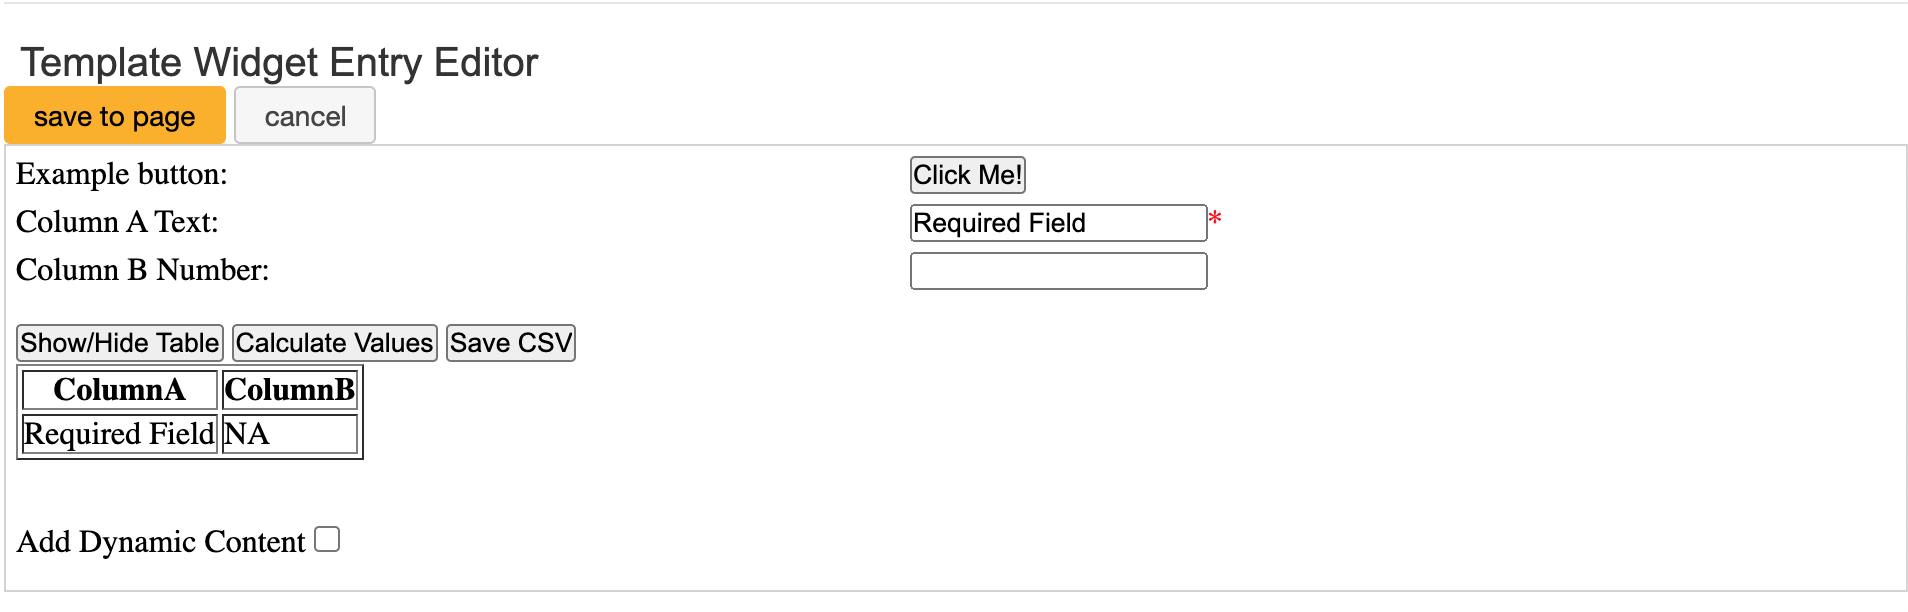 Template Widget Entry Editor
save to page cancel
Example button: Click Me!
Column A Text: Required Field*
Column B Number:
Show/Hide Table Calculate Values Save CSV
ColumnA ColumnB
Required Field NA
Add Dynamic Content